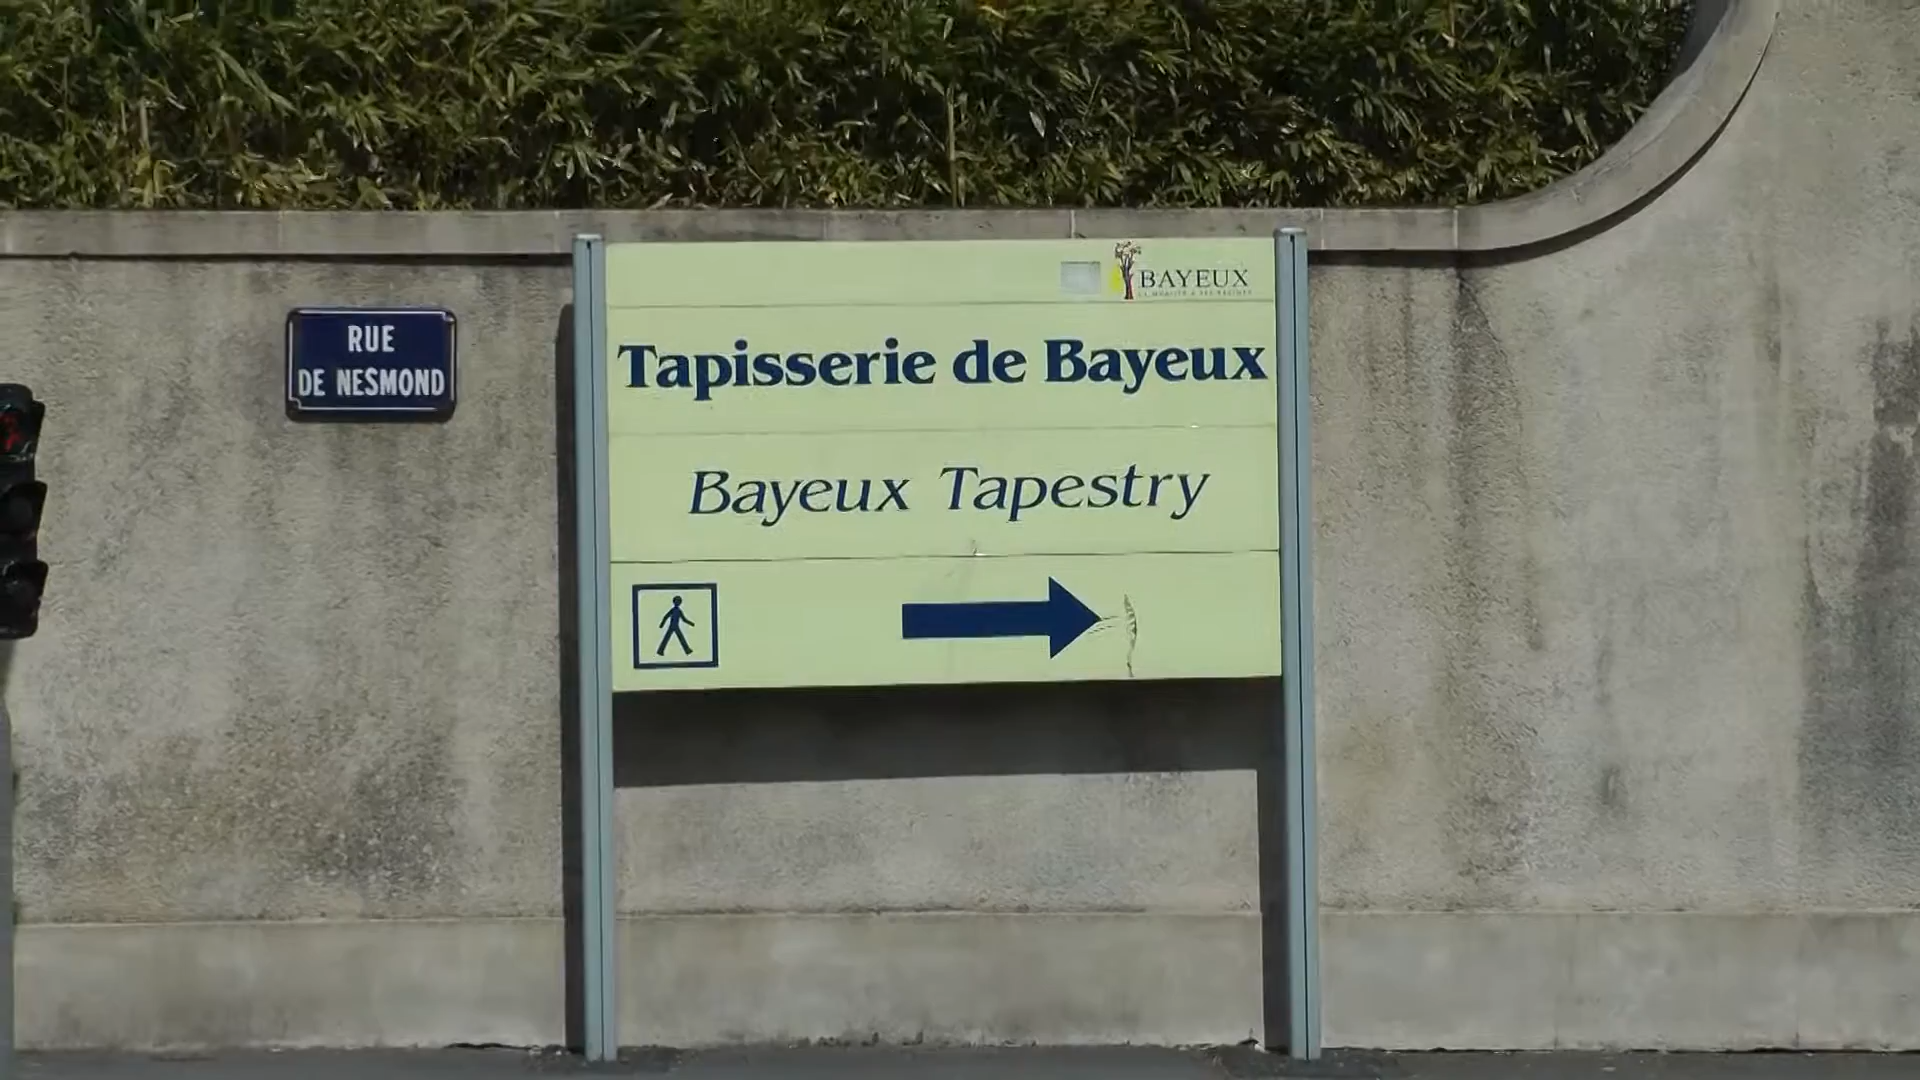 BAYEUX
RUE
DE NESMOND
Tapisserie de Bayeux
Bayeux Tapestry